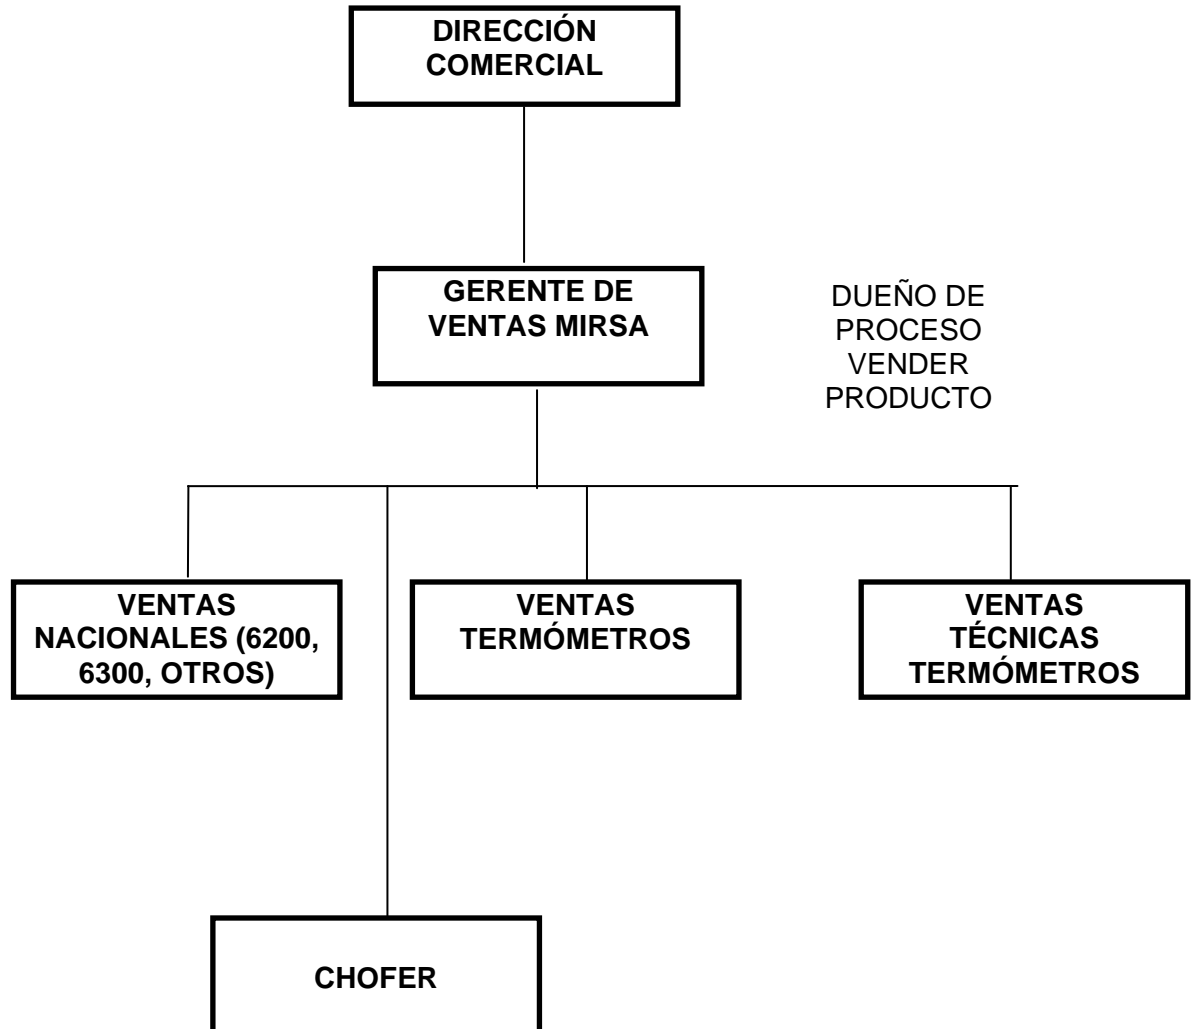 DIRECCIÓN
COMERCIAL
GERENTE DE
VENTAS MIRSA
DUEÑO DE
PROCESO
VENDER
PRODUCTO
VENTAS
NACIONALES (6200,
6300, OTROS)
VENTAS
TERMÓMETROS
VENTAS
TÉCNICAS
TERMÓMETROS
CHOFER